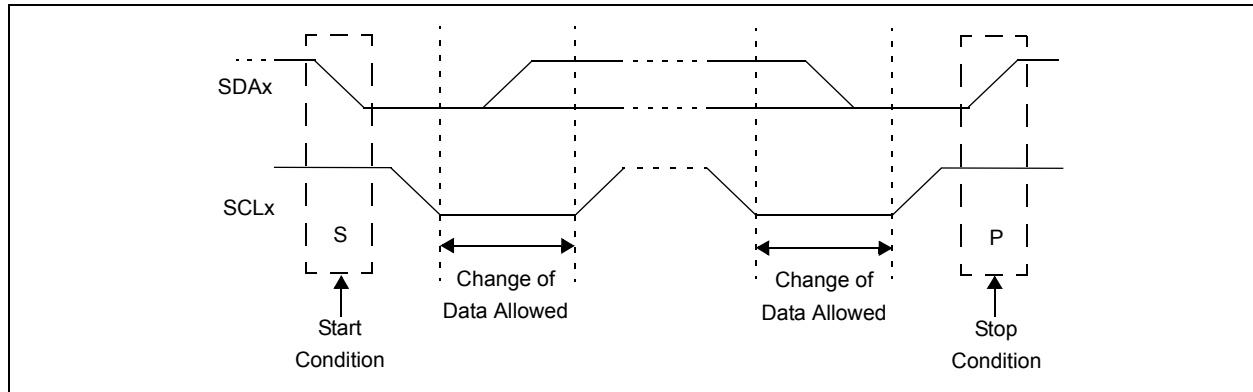 SDAx
SCLx
S
P
Change of
Data Allowed
Change of
Data Allowed
Start
Condition
Stop
Condition